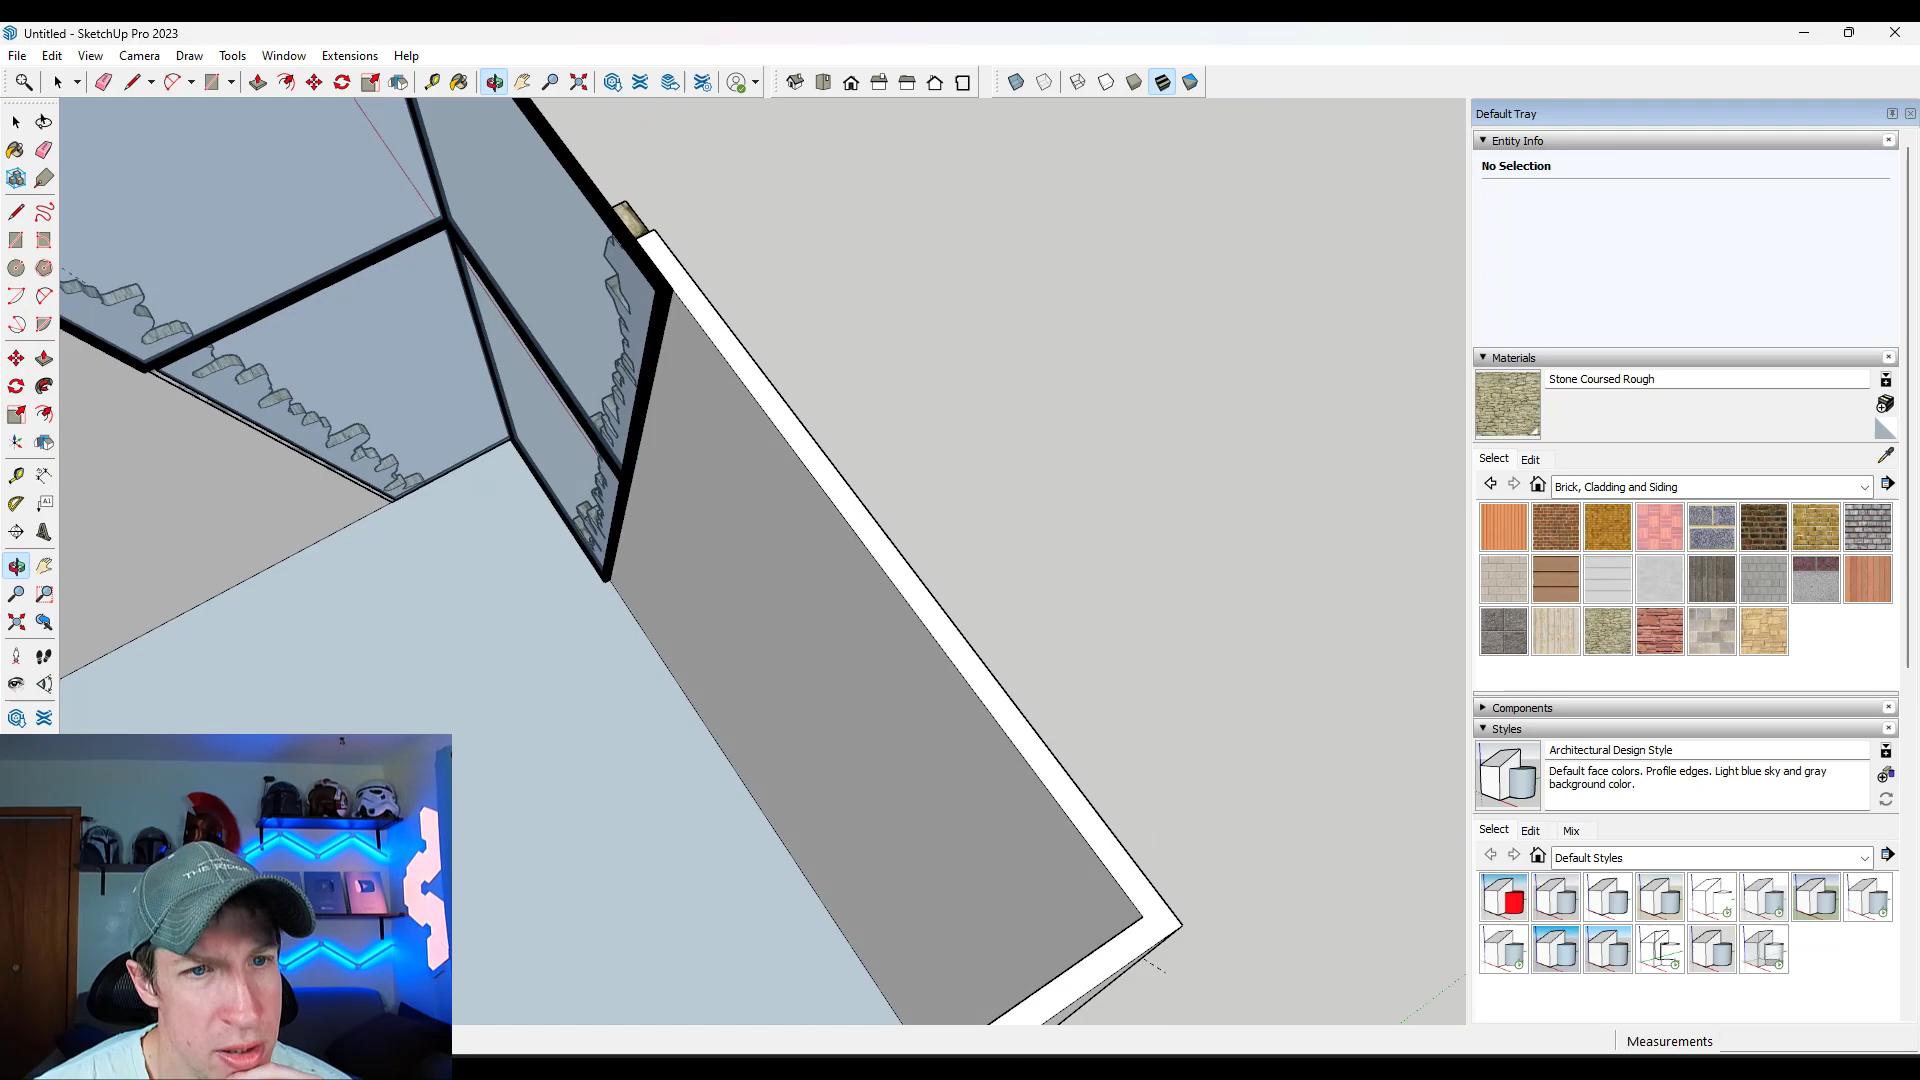 Untitled - SketchUp Pro 2023
File Edit View Camera Draw Tools Window Extensions Help
Default Tray
Entity Info
No Selection
Materials
Stone Coursed Rough
Select Edit
Brick, Cladding and Siding
Components
Styles
Architectural Design Style
Default face colors. Profile edges. Light blue sky and gray
background color.
Select Edit Mix
Default Styles
Measurements
THE RIDGE